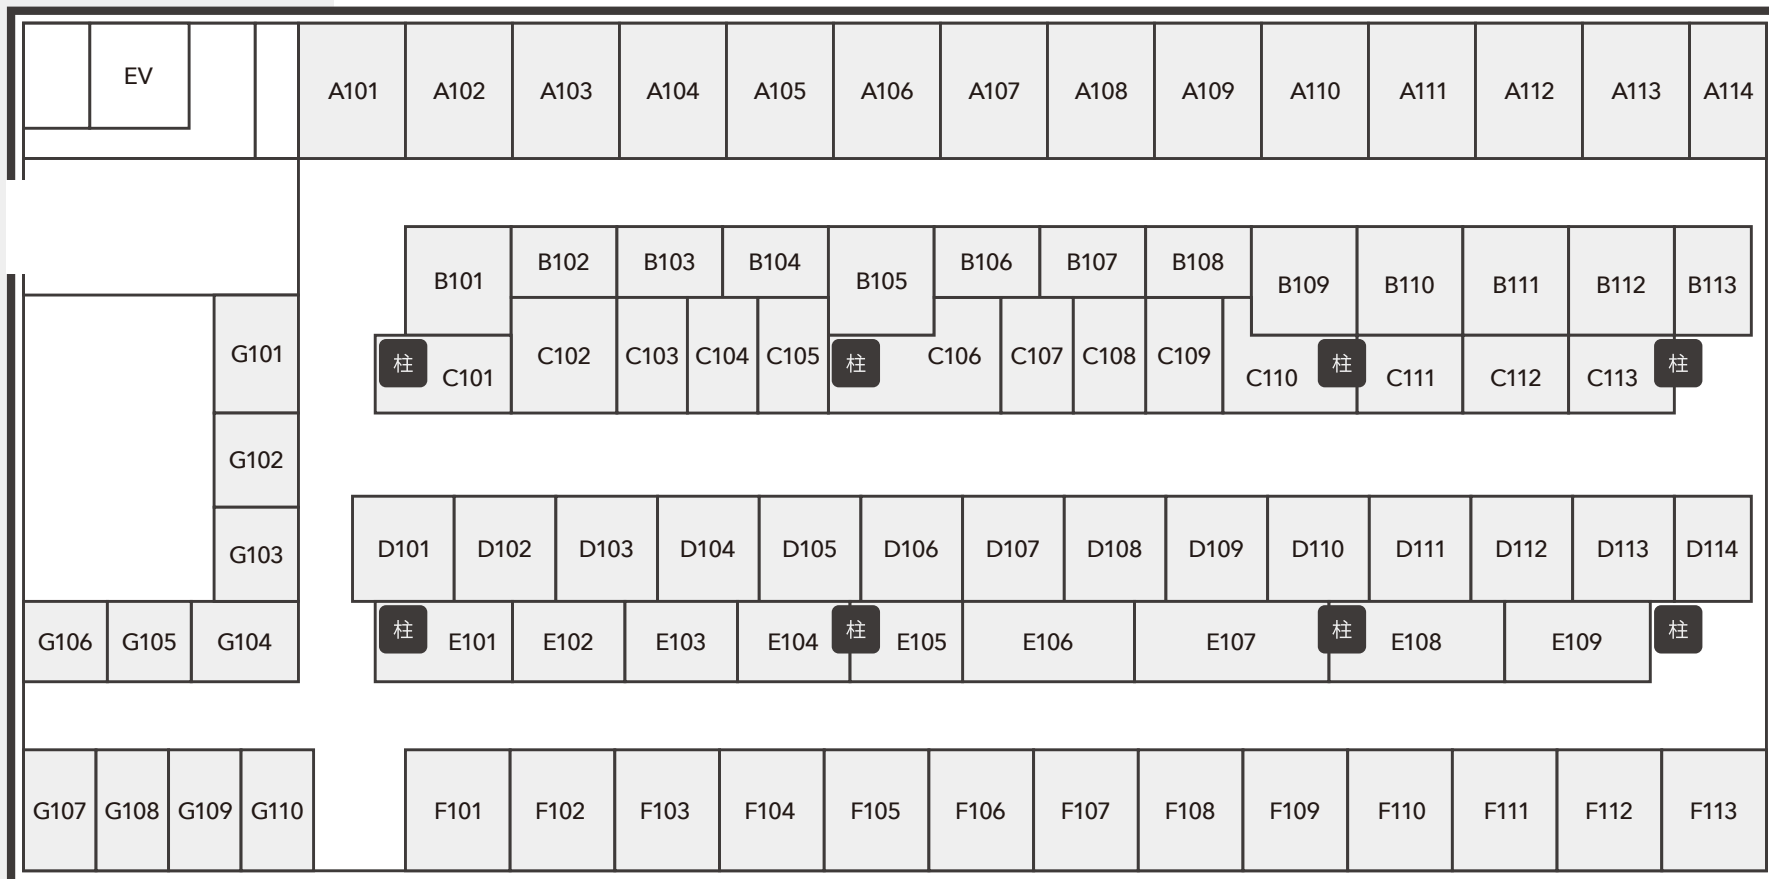 EV
A101 A102 A103 A104 A105 A106 A107 A108 A109 A110 A111 A112 A113 A114
B102 B103 B104 B106 B107 B108
B101 B105 B109 B110 B111 B112 B113
G101 C102 C103 C104 C105 柱 C106 C107 C108 C109
柱 C101 C110 柱 C111 C112 C113 柱
G102
G103 D101 D102 D103 D104 D105 D106 D107 D108 D109 D110 D111 D112 D113 D114
G106 G105 G104 柱 E101 E102 E103 E104 柱 E105 E106 E107 柱 E108 E109 柱
G107 G108 G109 G110 F101 F102 F103 F104 F105 F106 F107 F108 F109 F110 F111 F112 F113